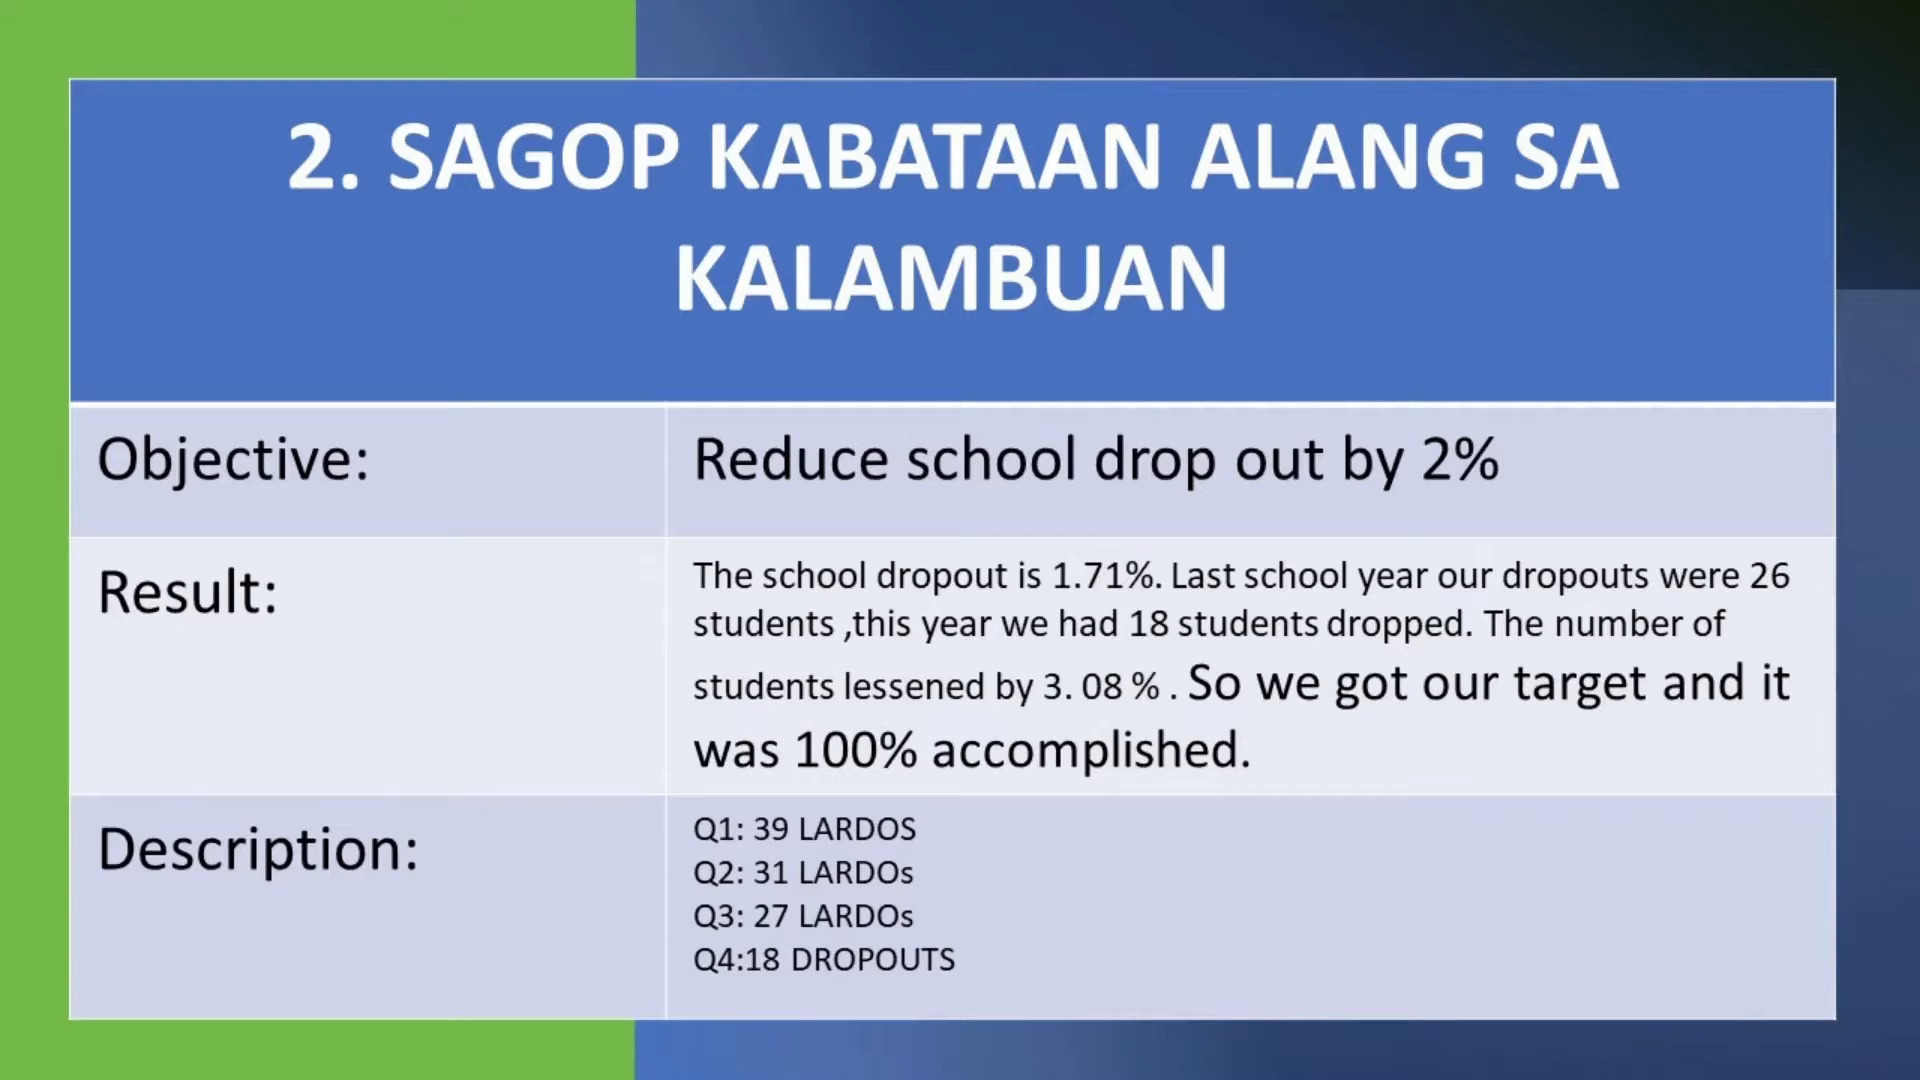 2. SAGOP KABATAAN ALANG SA
KALAMBUAN
Objective:
Reduce school drop out by 2%
Result:
The school dropout is 1.71%. Last school year our dropouts were 26
students ,this year we had 18 students dropped. The number of
students lessened by 3. 08 % . So we got our target and it
was 100% accomplished.
Description:
Q1: 39 LARDOS
Q2: 31 LARDOs
Q3: 27 LARDOs
Q4:18 DROPOUTS